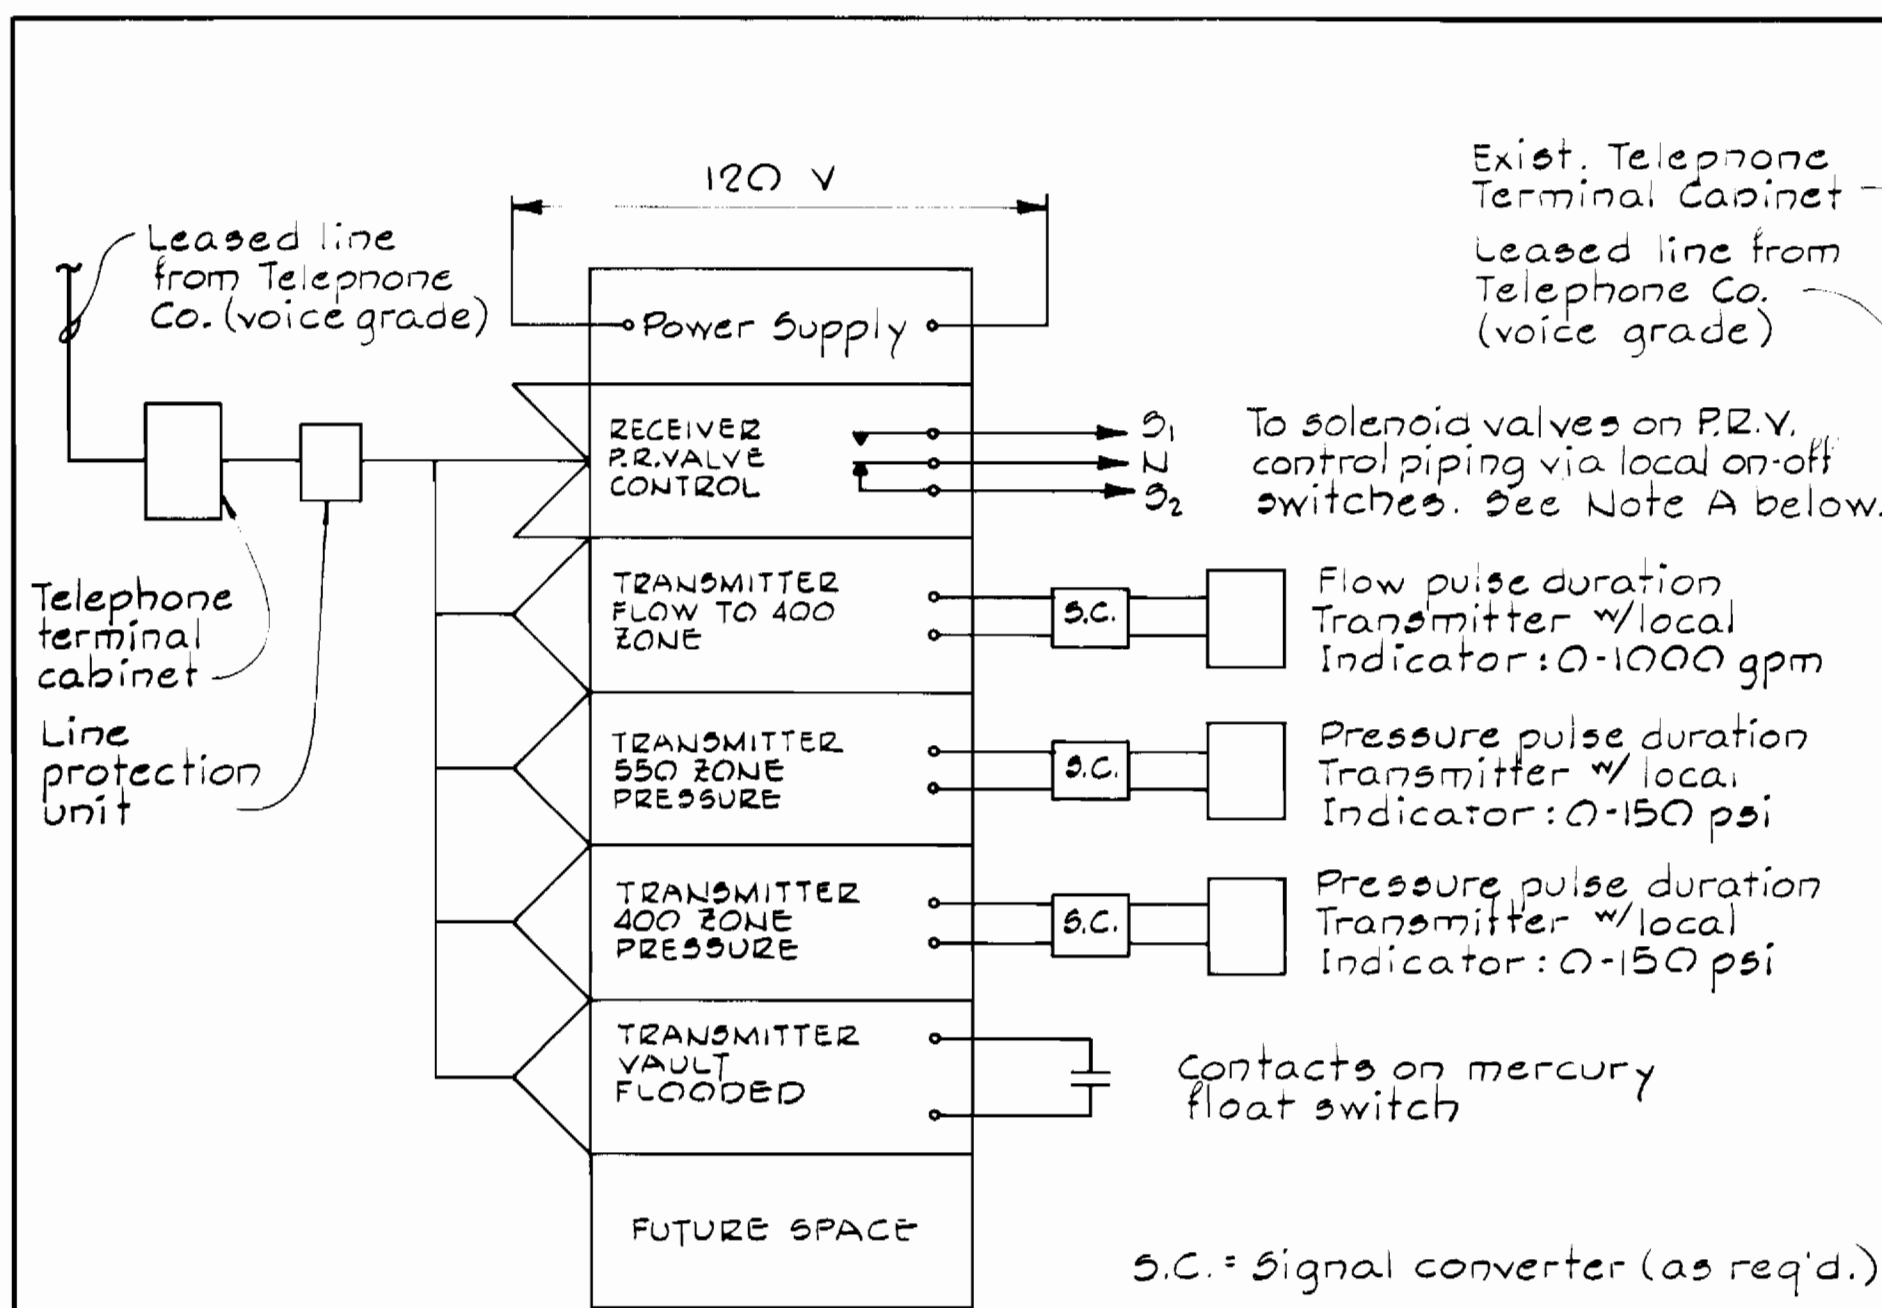 120 V
Exist. Telephone
Terminal Cabinet
Leased line
from Telephone
Co. (voice grade)
Leased line from
Telephone Co.
(voice grade)
Power Supply
RECEIVER
P.R. VALVE
CONTROL
S1
N
S2
To solenoid valves on P.R.V.
control piping via local on-off
switches. See Note A below.
Telephone
terminal
cabinet
TRANSMITTER
FLOW TO 400
ZONE
S.C.
Flow pulse duration
Transmitter w/local
Indicator: 0-1000 gpm
Line
protection
unit
TRANSMITTER
550 ZONE
PRESSURE
S.C.
Pressure pulse duration
Transmitter w/ local
Indicator: 0-150 psi
TRANSMITTER
400 ZONE
PRESSURE
S.C.
Pressure pulse duration
Transmitter w/local
Indicator: 0-150 psi
TRANSMITTER
VAULT
FLOODED
Contacts on mercury
float switch
FUTURE SPACE
S.C. = Signal converter (as req'd.)